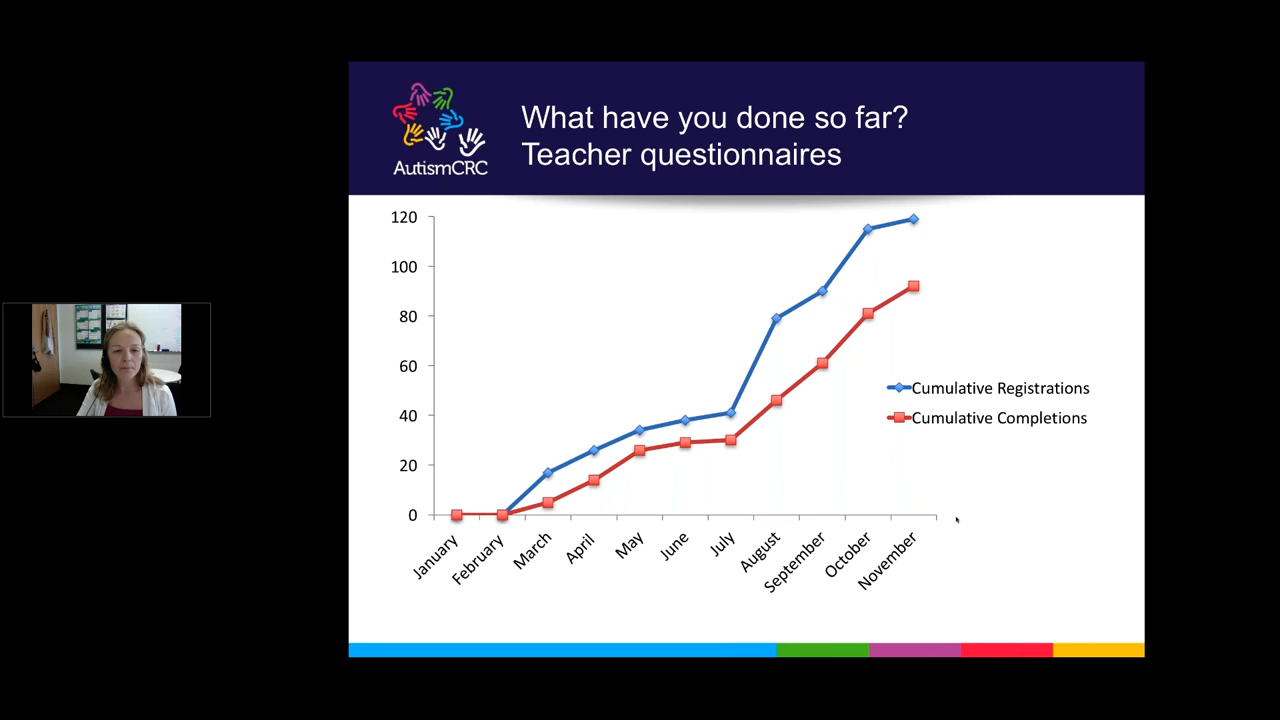 AutismCRC
What have you done so far?
Teacher questionnaires
120
100
80
60
40
20
0
January
February
March
April
May
June
July
August
September
October
November
Cumulative Registrations
Cumulative Completions